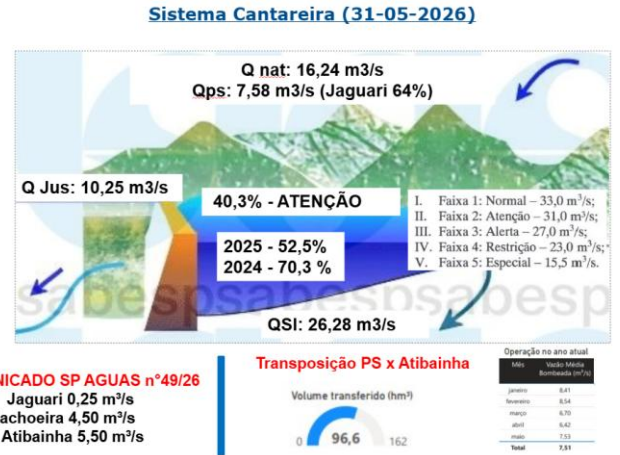 Sistema Cantareira (31-05-2026)
Q nat: 16,24 m3/s
Qps: 7,58 m3/s (Jaguari 64%)
Q Jus: 10,25 m3/s
40,3% - ATENÇÃO
I. Faixa 1: Normal – 33,0 m³/s;
II. Faixa 2: Atenção – 31,0 m³/s;
III. Faixa 3: Alerta – 27,0 m³/s;
IV. Faixa 4: Restrição – 23,0 m³/s;
V. Faixa 5: Especial – 15,5 m³/s.
2025 - 52,5%
2024 - 70,3 %
sabespsabespsabesp
QSI: 26,28 m3/s
NICADO SP AGUAS n°49/26
Jaguari 0,25 m³/s
achoeira 4,50 m³/s
Atibainha 5,50 m³/s
Transposição PS x Atibainha
Volume transferido (hm³)
0 96,6 162
Operação no ano atual
Mês Vazão Média Bombeada (m³/s)
janeiro 8,41
fevereiro 8,54
março 6,70
abril 6,42
maio 7,53
Total 7,51